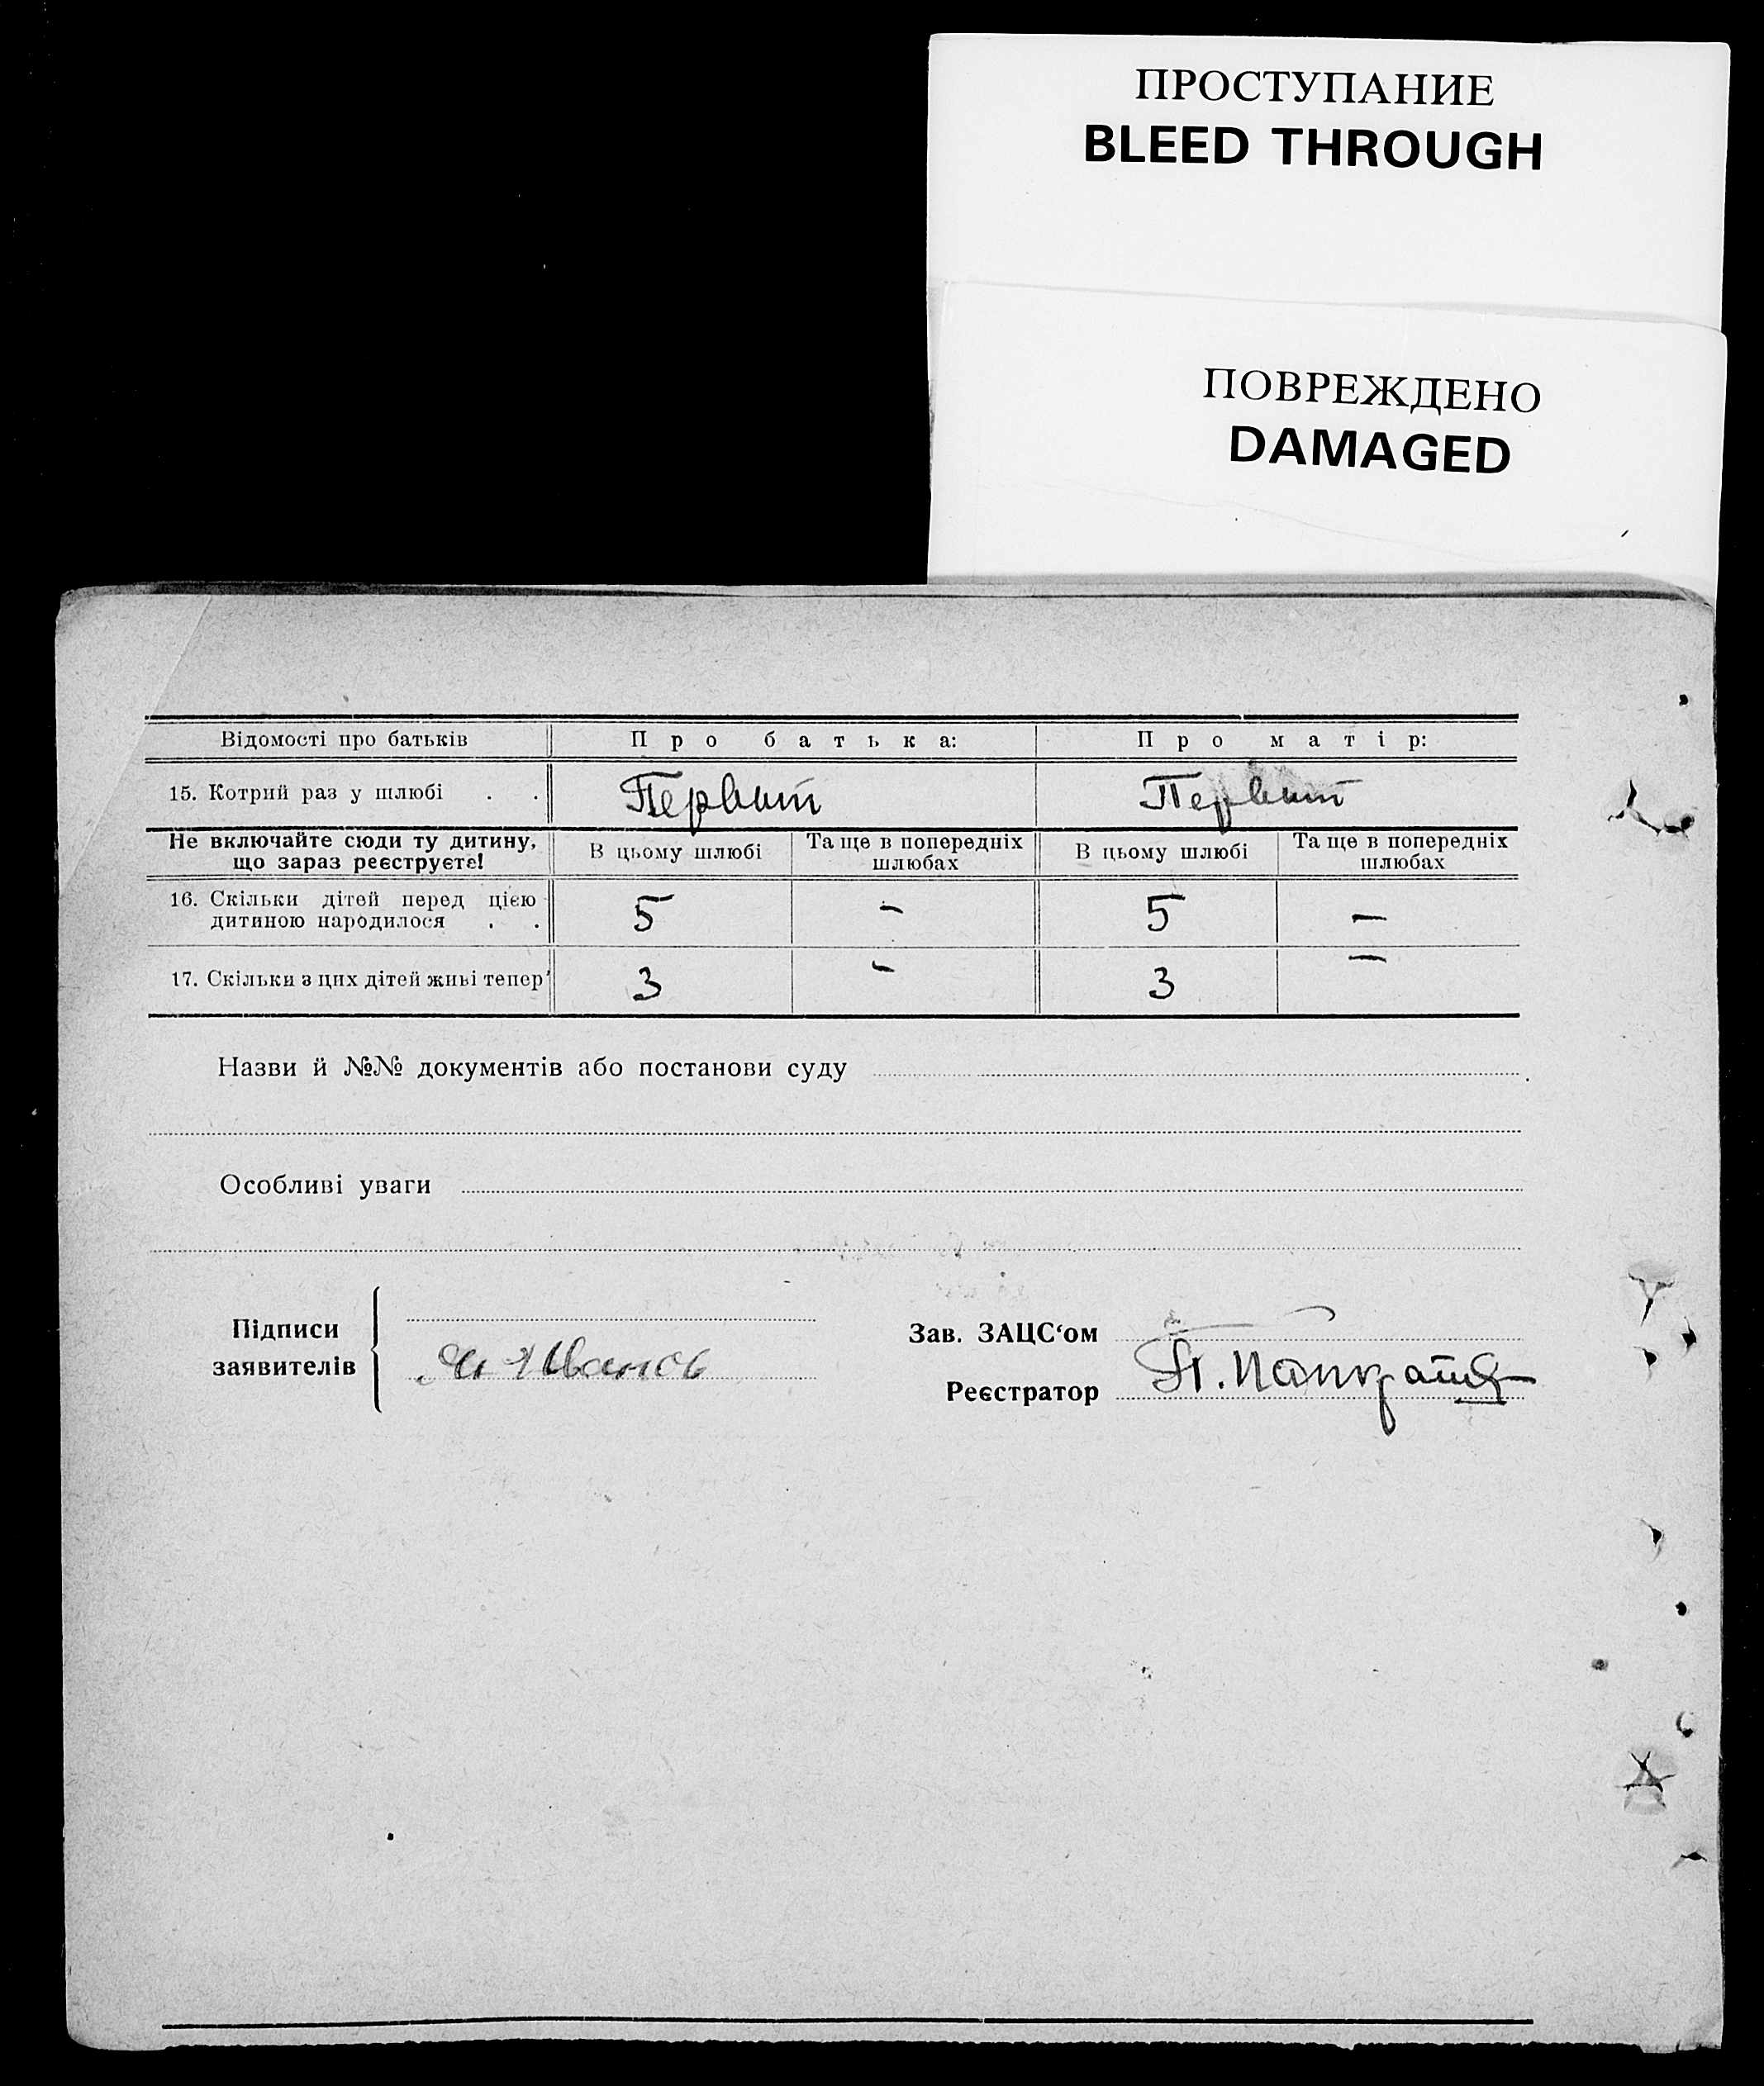 ПРОСТУПАНИЕ
BLEED THROUGH
ПОВРЕЖДЕНО
DAMAGED
Відомості про батьків Про батька: Про матір:
15. Котрий раз у шлюбі . . Первит Первит
Не включайте сюди ту дитину, що зараз реєструєте! В цьому шлюбі Та ще в попередніх шлюбах В цьому шлюбі Та ще в попередніх шлюбах
16. Скільки дітей перед цією дитиною народилося . . 5 - 5 —
17. Скільки з цих дітей живі тепер 3 - 3 —
Назви й №№ документів або постанови суду
Особливі уваги
Підписи заявителів Иванов
Зав. ЗАЦС‘ом
Реєстратор